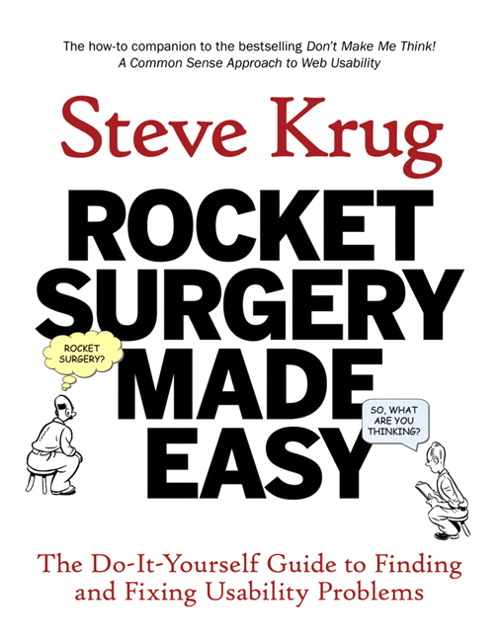 The how-to companion to the bestselling Don't Make Me Think!
A Common Sense Approach to Web Usability
Steve Krug
ROCKET
SURGERY
MADE
EASY
ROCKET
SURGERY?
SO, WHAT
ARE YOU
THINKING?
The Do-It-Yourself Guide to Finding
and Fixing Usability Problems